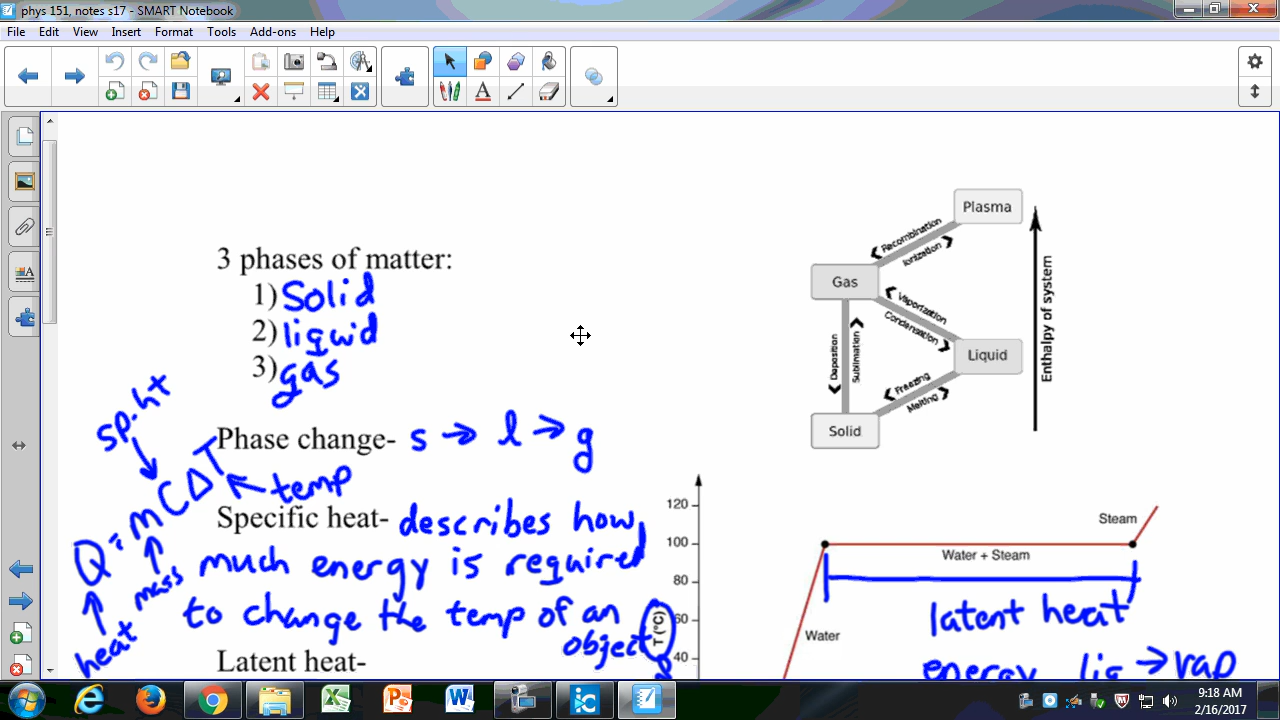 phys 151, notes s17 - SMART Notebook
File Edit View Insert Format Tools Add-ons Help
3 phases of matter:
1) Solid
2) liquid
3) gas
Phase change- s → l → g
sp. ht
Q = m C Δ T
← temp
mass
heat
Specific heat- describes how
much energy is required
to change the temp of an
object
Latent heat-
Plasma
Recombination
Ionization
Gas
Vaporization
Condensation
Deposition
Sublimation
Liquid
Freezing
Melting
Solid
Enthalpy of system
120
100
80
60
40
T (°C)
Steam
Water + Steam
Water
latent heat
energy liq → vap
9:18 AM
2/16/2017